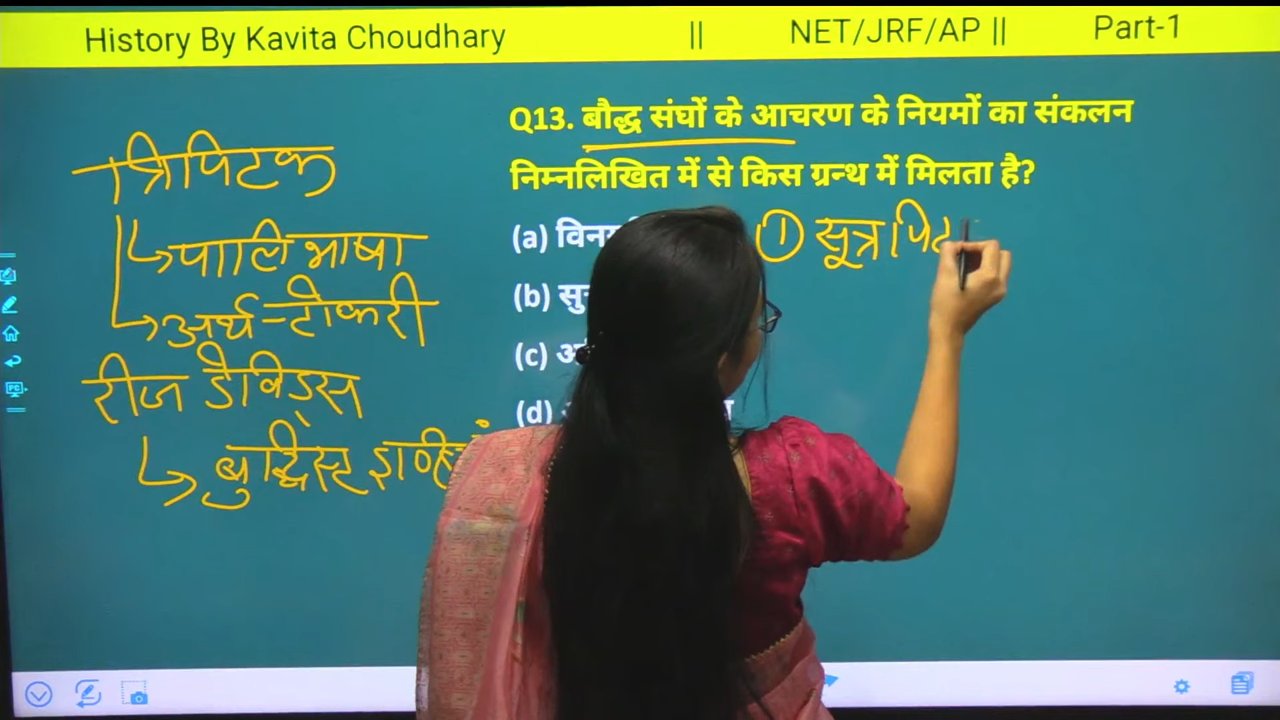 History By Kavita Choudhary || NET/JRF/AP || Part-1
Q13. बौद्ध संघों के आचरण के नियमों का संकलन
निम्नलिखित में से किस ग्रन्थ में मिलता है?
(a)
(b)
(c)
(d)
① सूत्रपिट
त्रिपिटक
पालि भाषा
अर्थ - टोकरी
रीज डेविड्स
बुद्धिस्ट